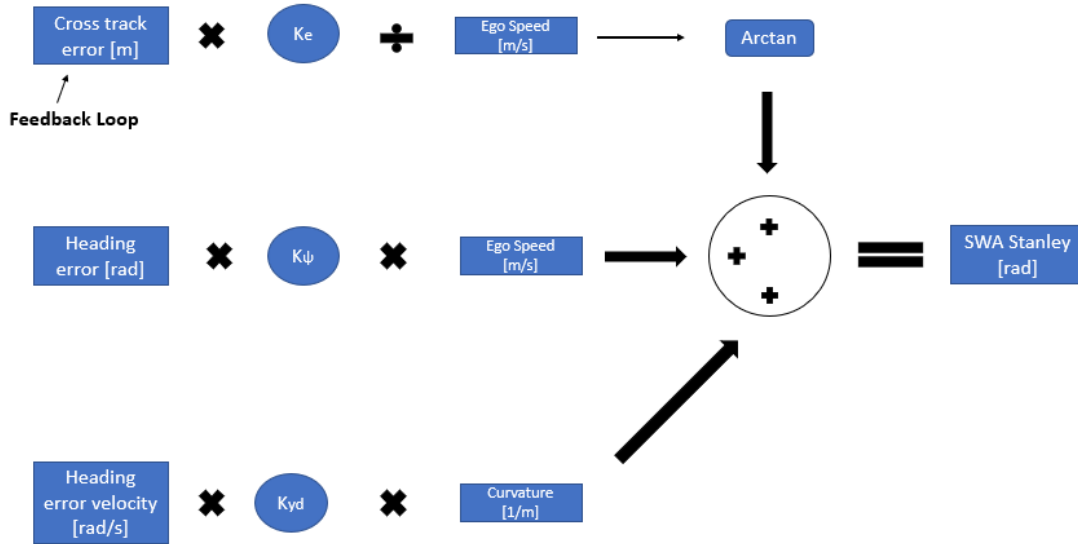 Cross track
error [m]
Ke
Ego Speed
[m/s]
Arctan
Feedback Loop
Heading
error [rad]
Kψ
Ego Speed
[m/s]
SWA Stanley
[rad]
Heading
error velocity
[rad/s]
Kyd
Curvature
[1/m]